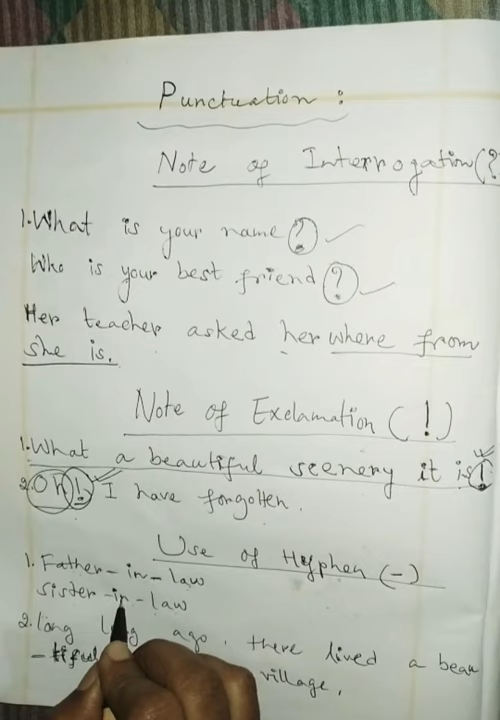 Punctuation :
Note of Interrogation (?
1. What is your name ?
Who is your best friend ?
Her teacher asked her where from
she is.
Note of Exclamation ( ! )
1. What a beautiful scenery it is !
2. Oh ! I have forgotten.
Use of Hyphen (-)
1. Father-in-law
Sister-in-law
2. long long ago, there lived a beau
-tiful village.